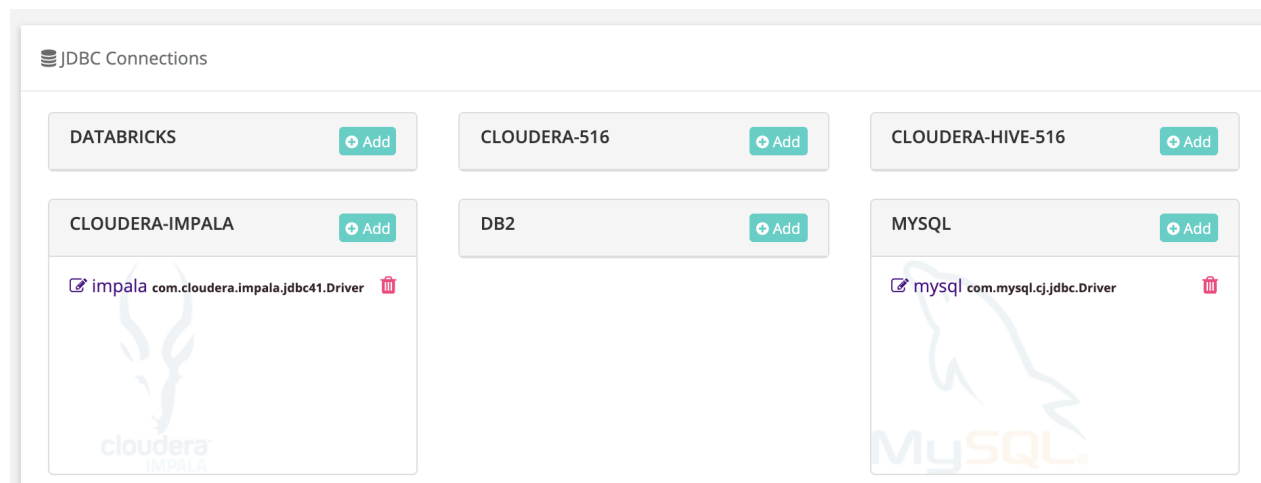 JDBC Connections
DATABRICKS
Add
CLOUDERA-516
Add
CLOUDERA-HIVE-516
Add
CLOUDERA-IMPALA
Add
impala com.cloudera.impala.jdbc41.Driver
cloudera
IMPALA
DB2
Add
MYSQL
Add
mysql com.mysql.cj.jdbc.Driver
MySQL